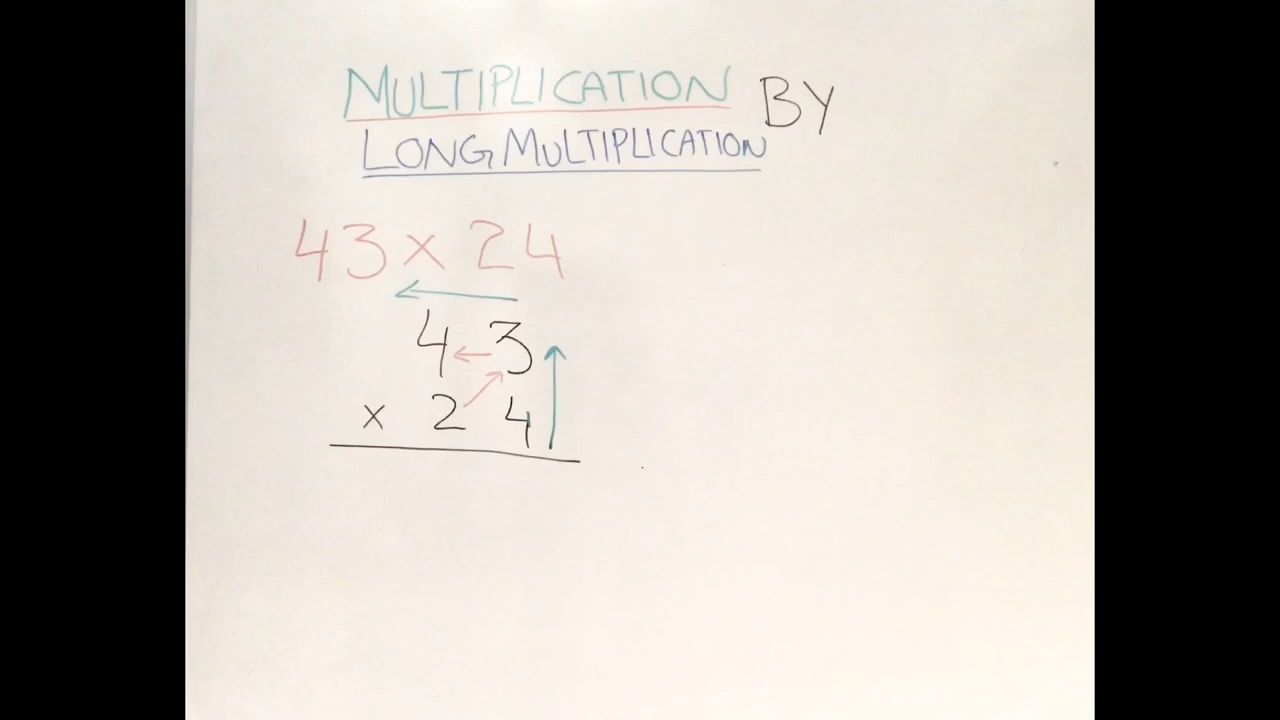 MULTIPLICATION BY
LONG MULTIPLICATION
43 x 24
4 3
x 2 4